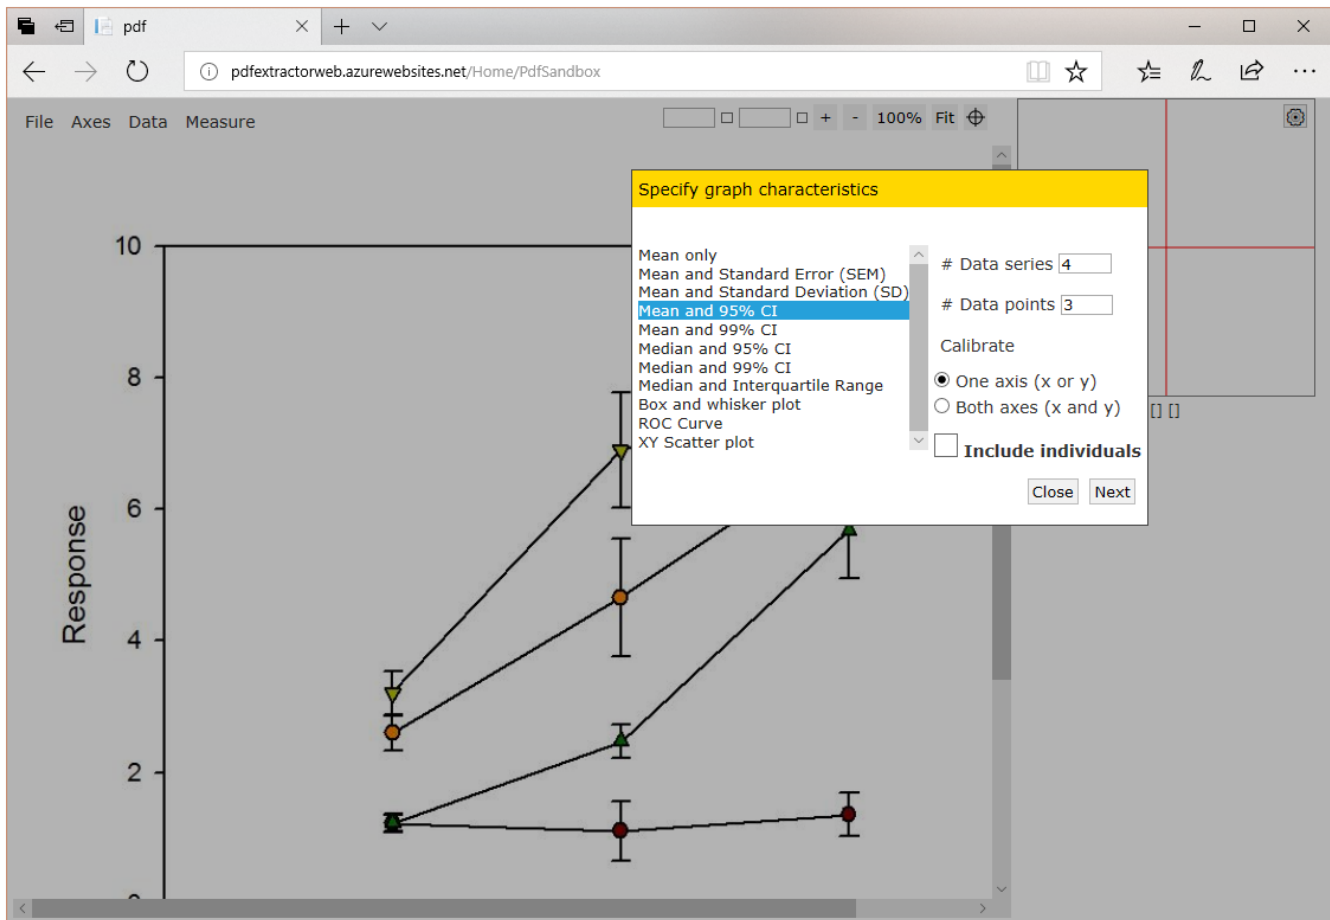 pdf
pdfextractorweb.azurewebsites.net/Home/PdfSandbox
File Axes Data Measure
+ - 100% Fit
Specify graph characteristics
Mean only
Mean and Standard Error (SEM)
Mean and Standard Deviation (SD)
Mean and 95% CI
Mean and 99% CI
Median and 95% CI
Median and 99% CI
Median and Interquartile Range
Box and whisker plot
ROC Curve
XY Scatter plot
# Data series 4
# Data points 3
Calibrate
One axis (x or y)
Both axes (x and y)
Include individuals
Close Next
[] []
10
8
6
4
2
Response